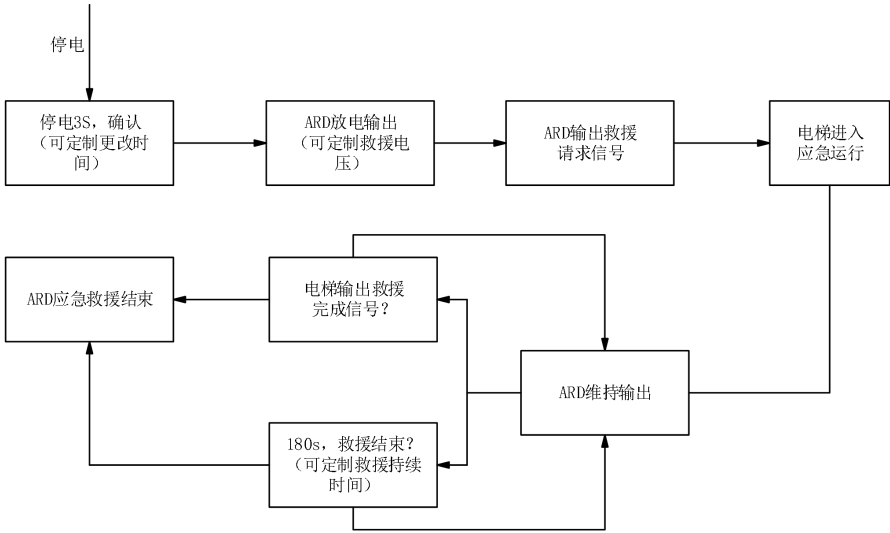 停电
停电3S，确认
（可定制更改时
间）
ARD放电输出
（可定制救援电
压）
ARD输出救援
请求信号
电梯进入
应急运行
ARD应急救援结束
电梯输出救援
完成信号？
ARD维持输出
180s，救援结束？
（可定制救援持续
时间）